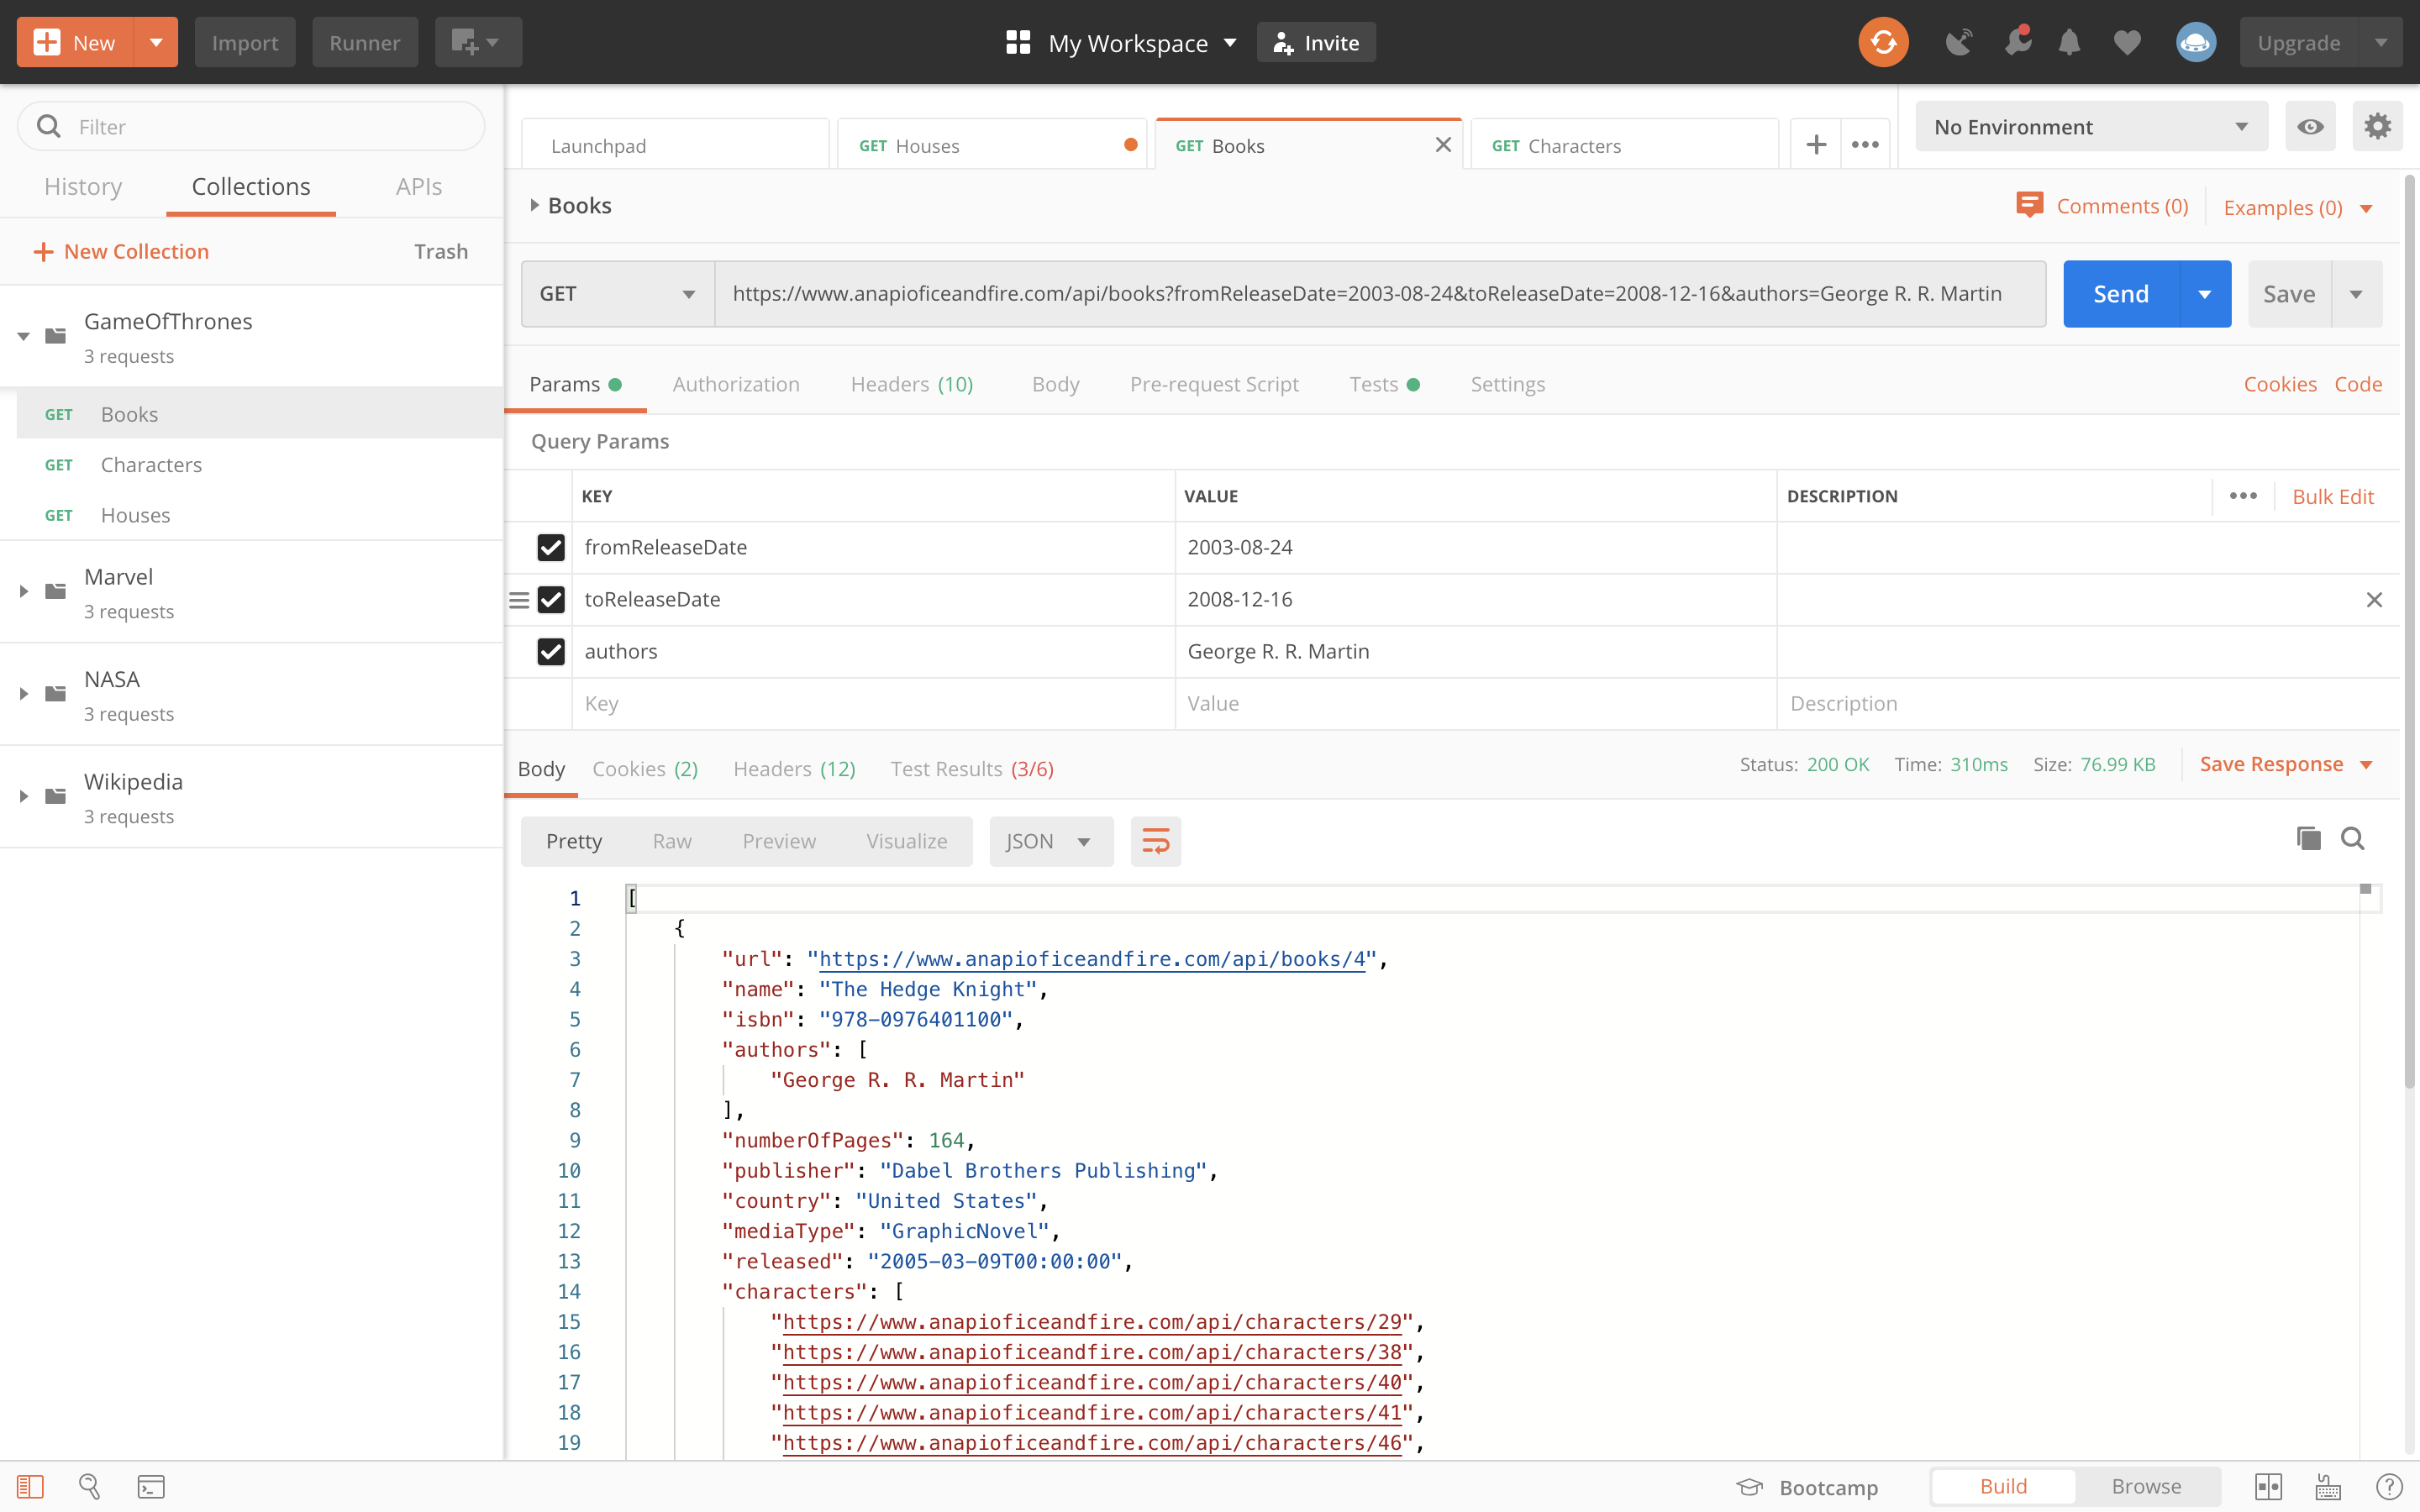 New Import Runner My Workspace Invite Upgrade
Filter
History Collections APIs
New Collection Trash
GameOfThrones
3 requests
GET Books
GET Characters
GET Houses
Marvel
3 requests
NASA
3 requests
Wikipedia
3 requests
Launchpad GET Houses GET Books GET Characters No Environment
Books Comments (0) Examples (0)
GET https://www.anapioficeandfire.com/api/books?fromReleaseDate=2003-08-24&toReleaseDate=2008-12-16&authors=George R. R. Martin Send Save
Params Authorization Headers (10) Body Pre-request Script Tests Settings Cookies Code
Query Params
KEY VALUE DESCRIPTION Bulk Edit
fromReleaseDate 2003-08-24
toReleaseDate 2008-12-16
authors George R. R. Martin
Key Value Description
Body Cookies (2) Headers (12) Test Results (3/6) Status: 200 OK Time: 310ms Size: 76.99 KB Save Response
Pretty Raw Preview Visualize JSON
1 [
2 {
3 "url": "https://www.anapioficeandfire.com/api/books/4",
4 "name": "The Hedge Knight",
5 "isbn": "978-0976401100",
6 "authors": [
7 "George R. R. Martin"
8 ],
9 "numberOfPages": 164,
10 "publisher": "Dabel Brothers Publishing",
11 "country": "United States",
12 "mediaType": "GraphicNovel",
13 "released": "2005-03-09T00:00:00",
14 "characters": [
15 "https://www.anapioficeandfire.com/api/characters/29",
16 "https://www.anapioficeandfire.com/api/characters/38",
17 "https://www.anapioficeandfire.com/api/characters/40",
18 "https://www.anapioficeandfire.com/api/characters/41",
19 "https://www.anapioficeandfire.com/api/characters/46",
Bootcamp Build Browse